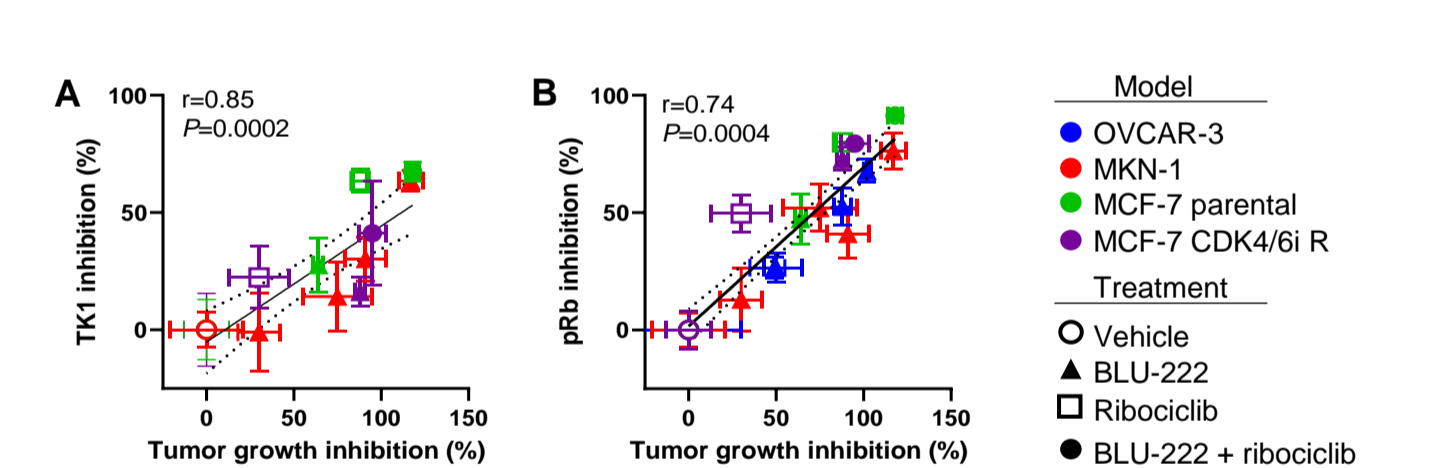 A
r=0.85
P=0.0002
TK1 inhibition (%)
100
50
0
0 50 100 150
Tumor growth inhibition (%)
B
r=0.74
P=0.0004
pRb inhibition (%)
100
50
0
0 50 100 150
Tumor growth inhibition (%)
Model
OVCAR-3
MKN-1
MCF-7 parental
MCF-7 CDK4/6i R
Treatment
Vehicle
BLU-222
Ribociclib
BLU-222 + ribociclib